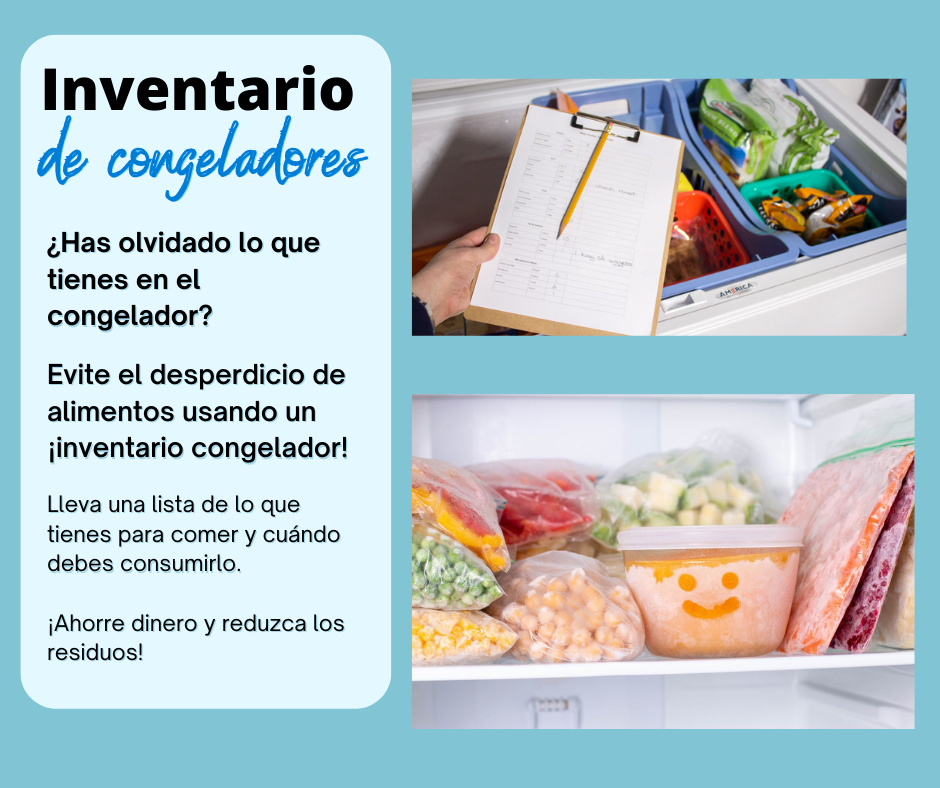 Inventario
de congeladores
¿Has olvidado lo que
tienes en el
congelador?
Evite el desperdicio de
alimentos usando un
¡inventario congelador!
Lleva una lista de lo que
tienes para comer y cuándo
debes consumirlo.
¡Ahorre dinero y reduzca los
residuos!
AMERICA